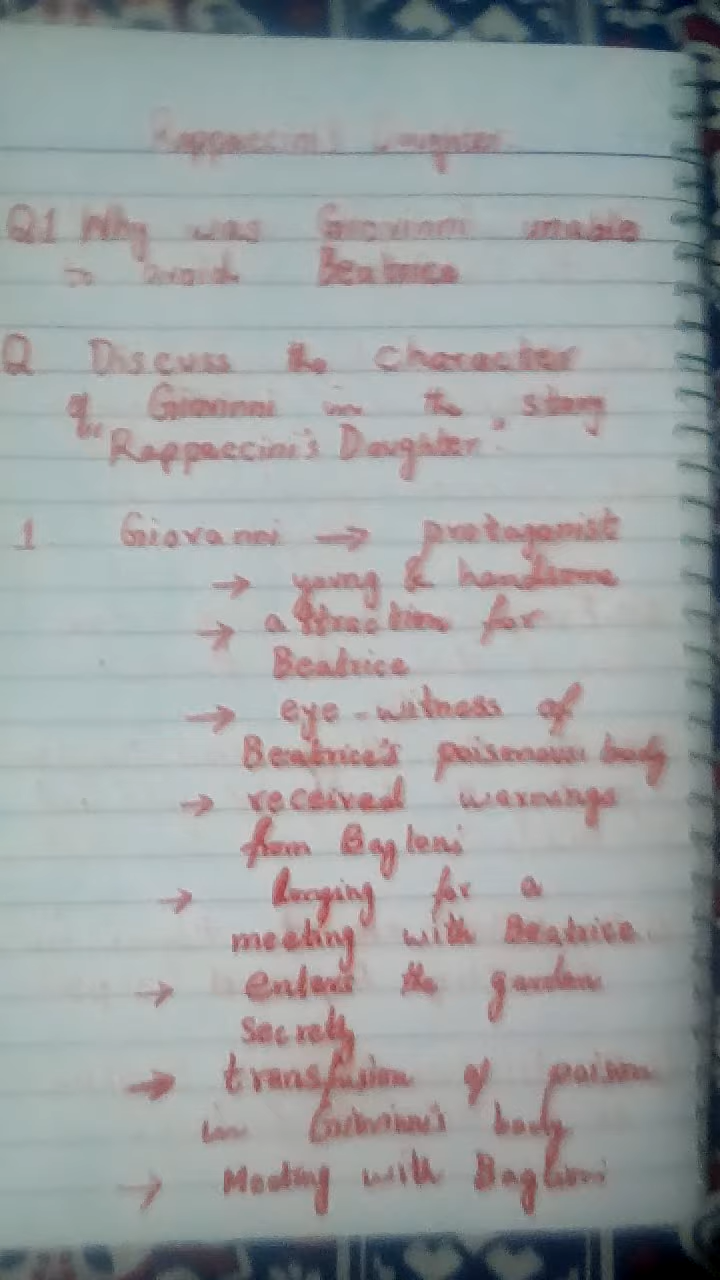 Rappaccini's Daughter
Q1 Why was Giovanni unable
to avoid Beatrice
Q Discuss the character
of Giovanni in the story
"Rappaccini's Daughter".
1 Giovanni → protagonist
→ young & handsome
→ attraction for
Beatrice
→ eye-witness of
Beatrice's poisonous body
→ received warnings
from Bagleni
→ longing for a
meeting with Beatrice
→ enters the garden
secretly
→ transfusion of poison
in Giovinni's body
→ Meeting with Baglioni